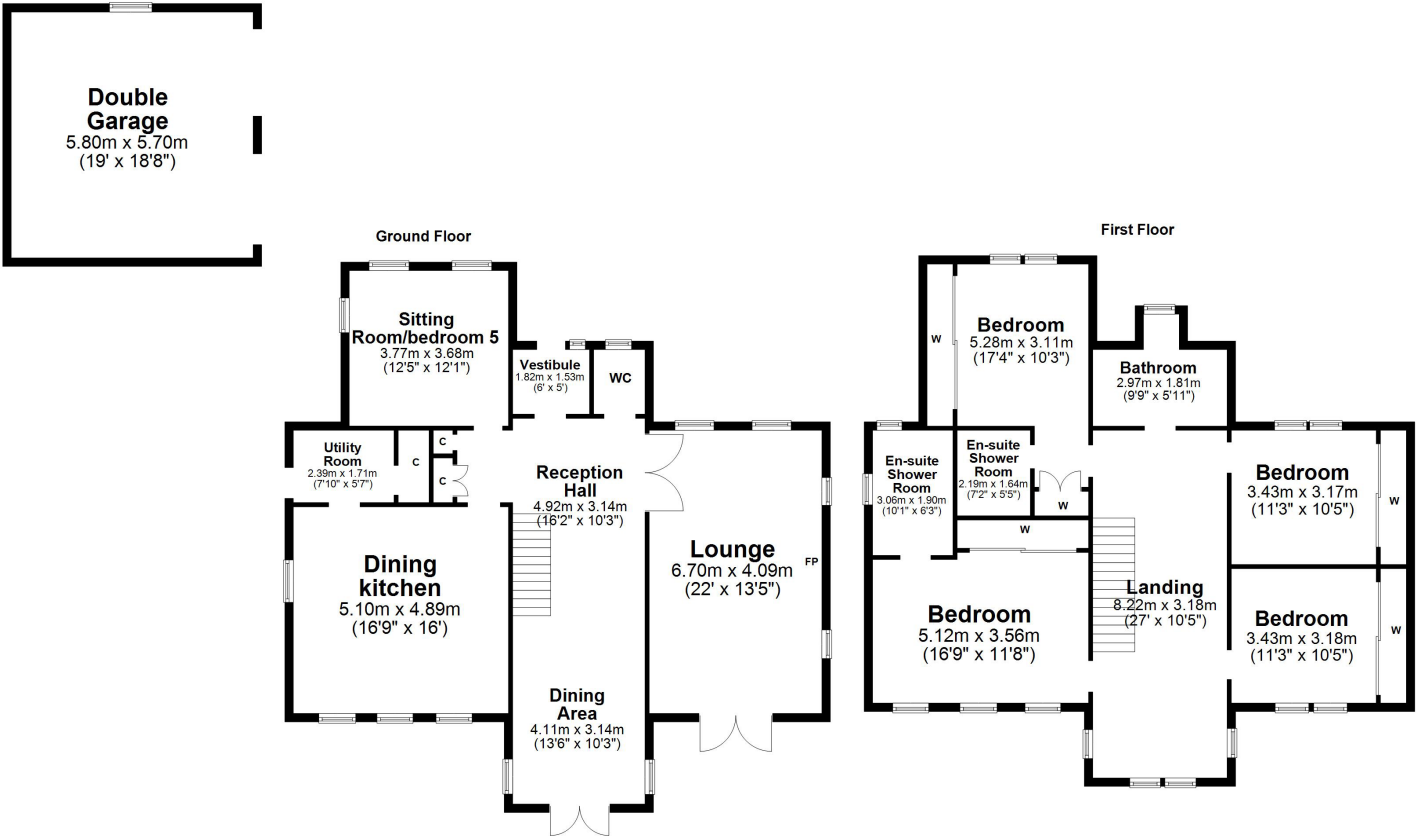 Double
Garage
5.80m x 5.70m
(19' x 18'8")
Ground Floor
Sitting
Room/bedroom 5
3.77m x 3.68m
(12'5" x 12'1")
Vestibule
1.82m x 1.53m
(6' x 5')
WC
Utility
Room
2.39m x 1.71m
(7'10" x 5'7")
C
C
C
Reception
Hall
4.92m x 3.14m
(16'2" x 10'3")
Dining
kitchen
5.10m x 4.89m
(16'9" x 16')
Lounge
6.70m x 4.09m
(22' x 13'5")
FP
Dining
Area
4.11m x 3.14m
(13'6" x 10'3")
First Floor
W
Bedroom
5.28m x 3.11m
(17'4" x 10'3")
Bathroom
2.97m x 1.81m
(9'9" x 5'11")
En-suite
Shower
Room
3.06m x 1.90m
(10'1" x 6'3")
En-suite
Shower
Room
2.19m x 1.64m
(7'2" x 5'5")
W
W
Bedroom
3.43m x 3.17m
(11'3" x 10'5")
W
Bedroom
5.12m x 3.56m
(16'9" x 11'8")
Landing
8.22m x 3.18m
(27' x 10'5")
Bedroom
3.43m x 3.18m
(11'3" x 10'5")
W